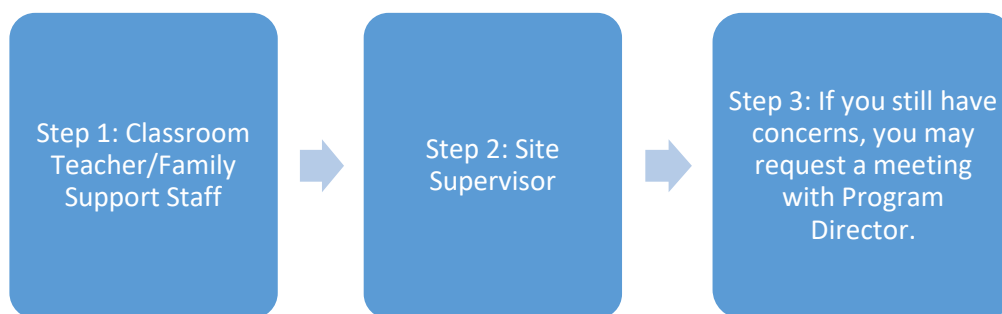 Step 1: Classroom
Teacher/Family
Support Staff
Step 2: Site
Supervisor
Step 3: If you still have
concerns, you may
request a meeting
with Program
Director.